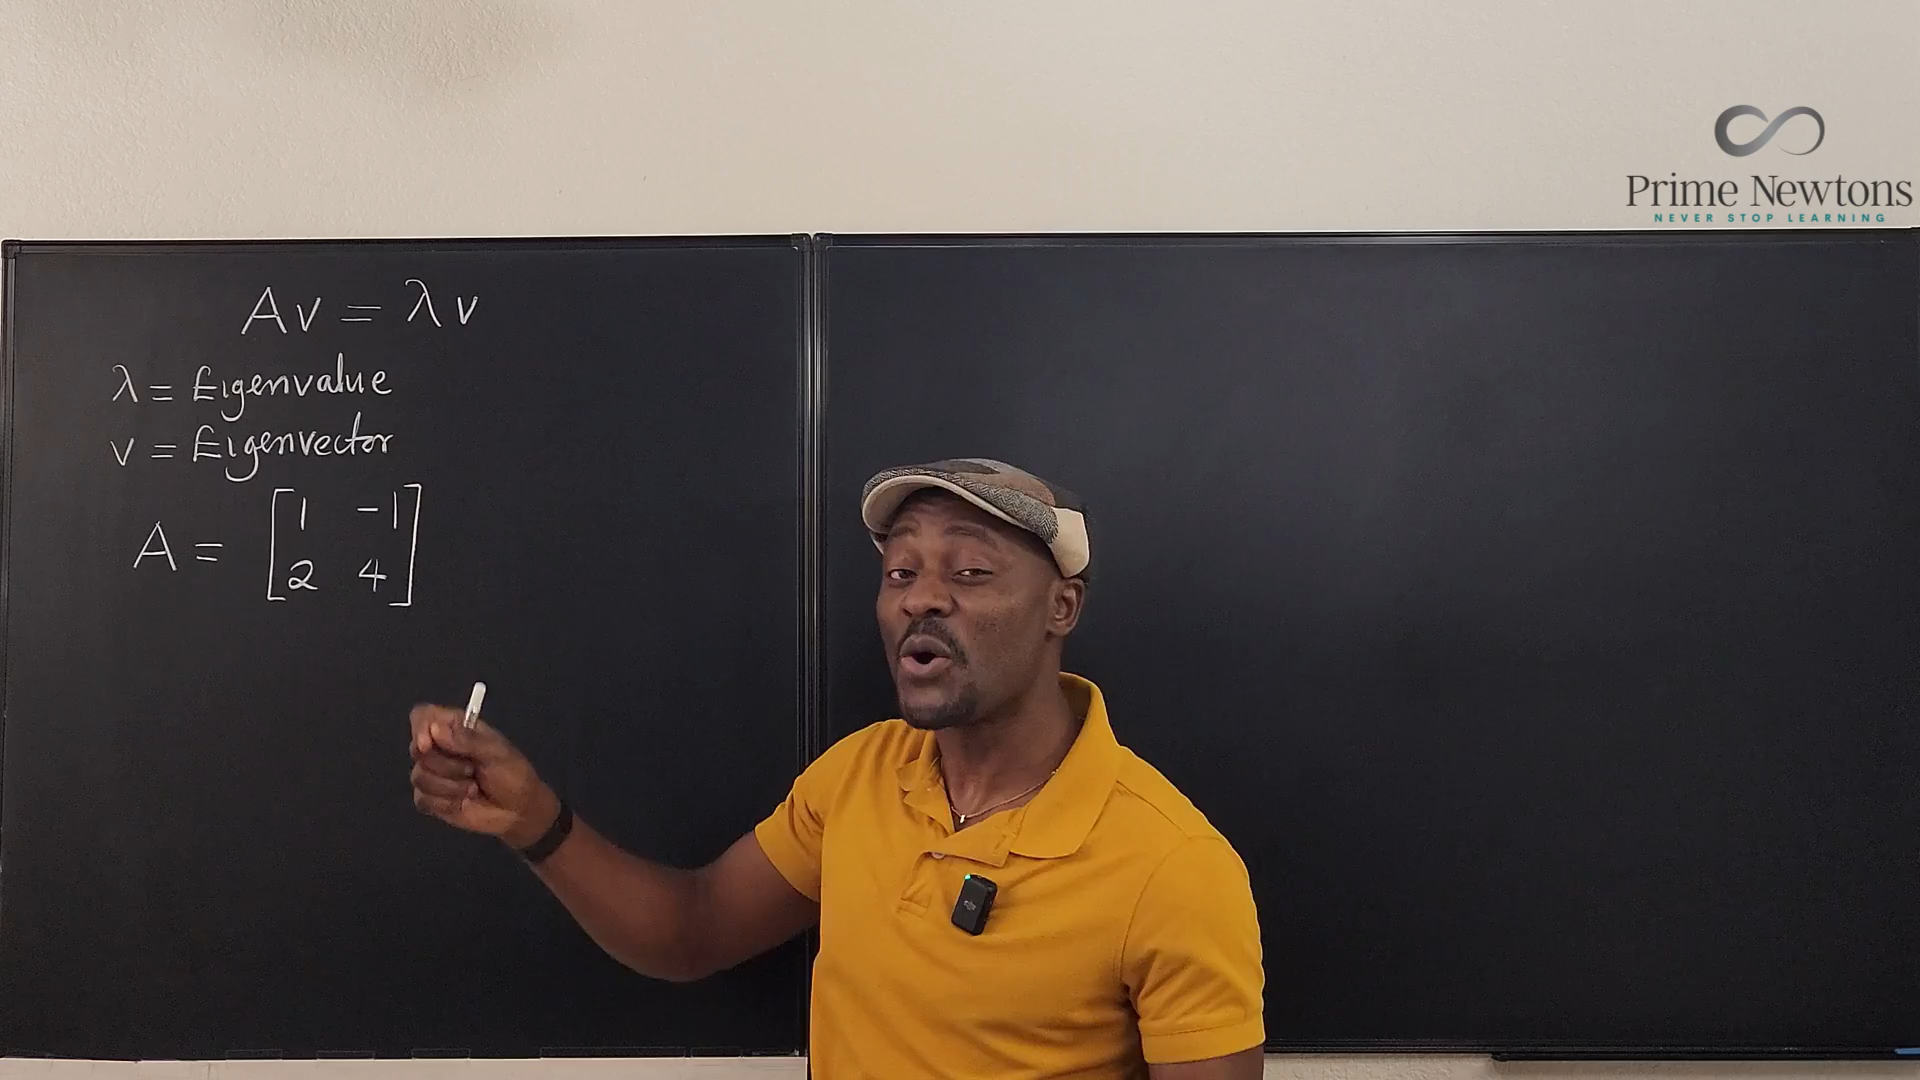 Prime Newtons
NEVER STOP LEARNING
Av = λv
λ = Eigenvalue
v = Eigenvector
A = [1 -1
2 4]